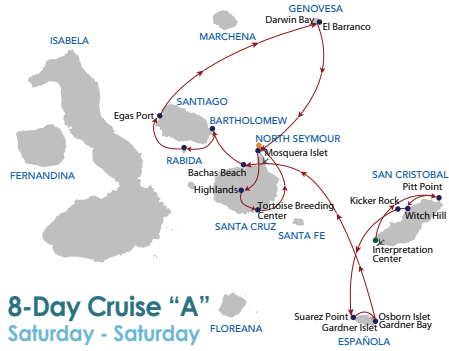 GENOVESA
Darwin Bay
El Barranco
MARCHENA
ISABELA
SANTIAGO
Egas Port
BARTHOLOMEW
NORTH SEYMOUR
Mosquera Islet
RABIDA
Bachas Beach
FERNANDINA
Highlands
Tortoise Breeding
Center
SANTA CRUZ
SANTA FE
SAN CRISTOBAL
Pitt Point
Kicker Rock
Witch Hill
Interpretation
Center
8-Day Cruise “A”
Saturday - Saturday
FLOREANA
Suarez Point
Gardner Islet
Osborn Islet
Gardner Bay
ESPAÑOLA